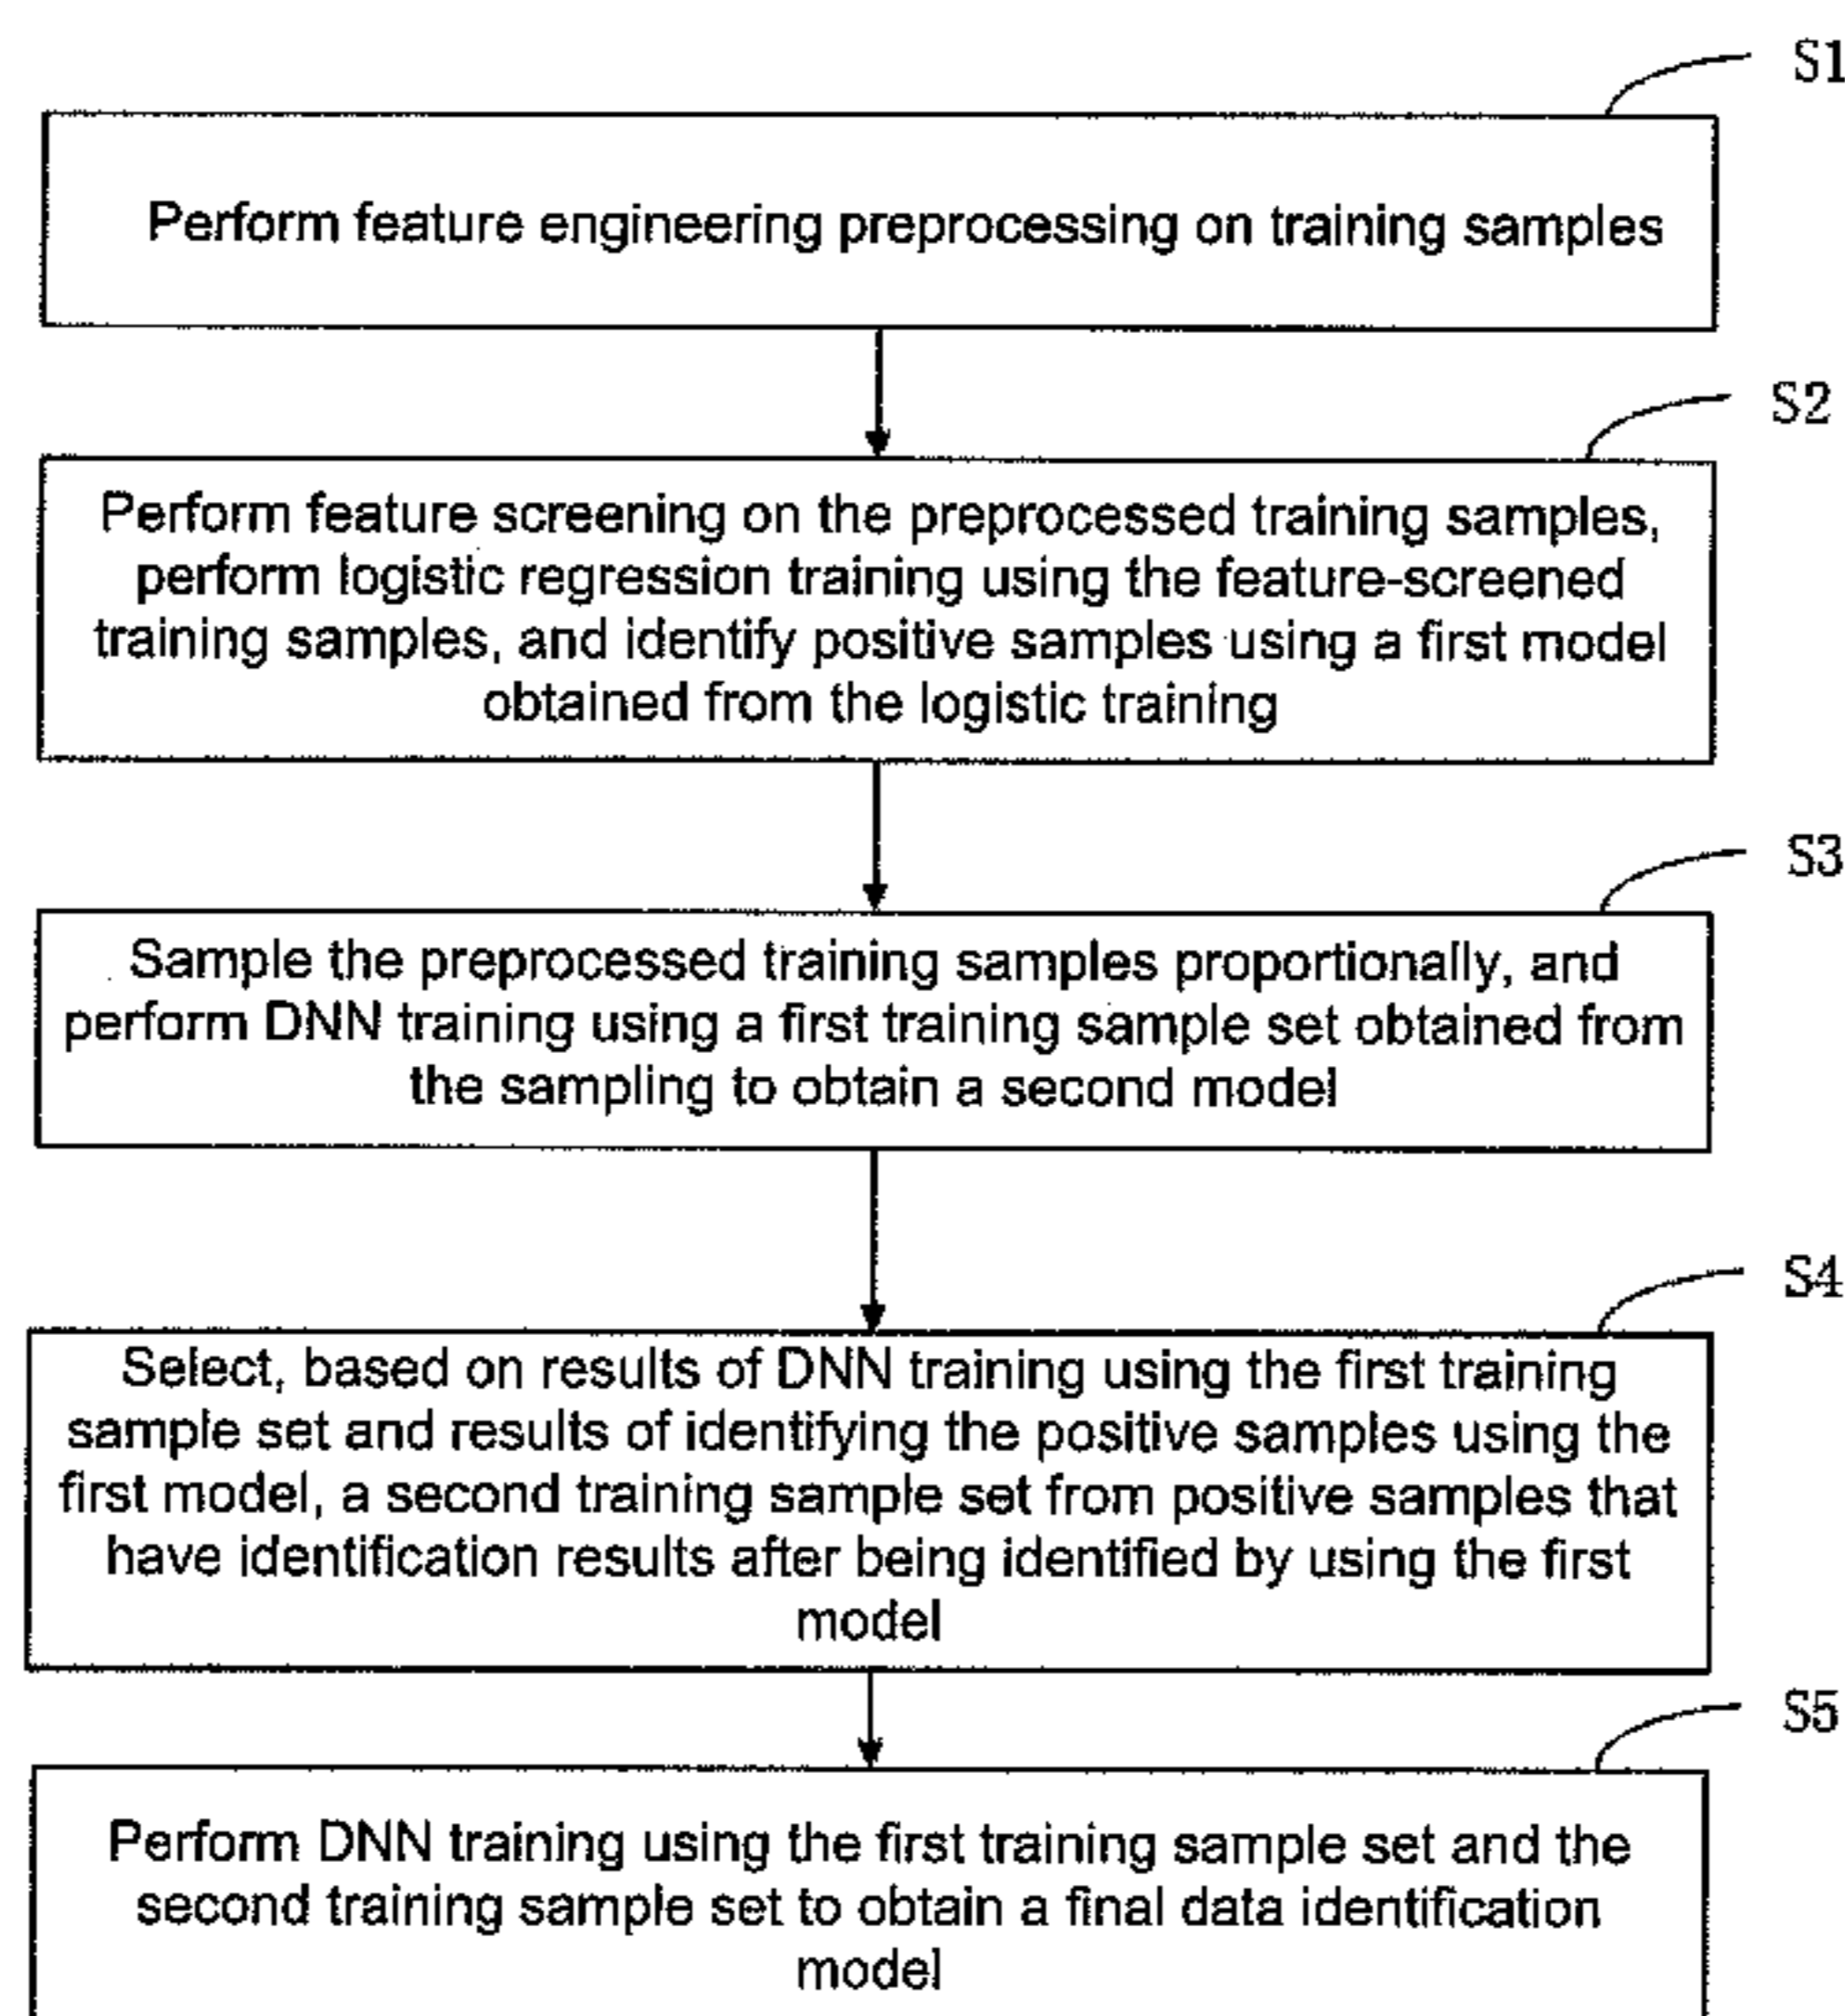 S1
Perform feature engineering preprocessing on training samples
S2
Perform feature screening on the preprocessed training samples,
perform logistic regression training using the feature-screened
training samples, and identify positive samples using a first model
obtained from the logistic training
S3
Sample the preprocessed training samples proportionally, and
perform DNN training using a first training sample set obtained from
the sampling to obtain a second model
S4
Select, based on results of DNN training using the first training
sample set and results of identifying the positive samples using the
first model, a second training sample set from positive samples that
have identification results after being identified by using the first
model
S5
Perform DNN training using the first training sample set and the
second training sample set to obtain a final data identification
model